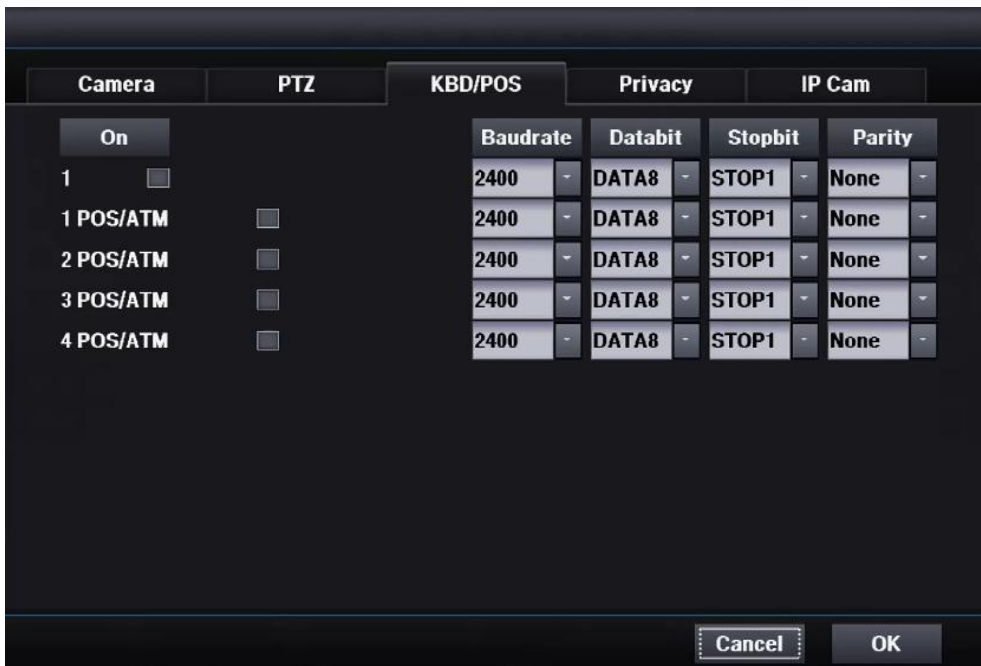 Camera PTZ KBD/POS Privacy IP Cam
On Baudrate Databit Stopbit Parity
1 2400 DATA8 STOP1 None
1 POS/ATM 2400 DATA8 STOP1 None
2 POS/ATM 2400 DATA8 STOP1 None
3 POS/ATM 2400 DATA8 STOP1 None
4 POS/ATM 2400 DATA8 STOP1 None
Cancel OK